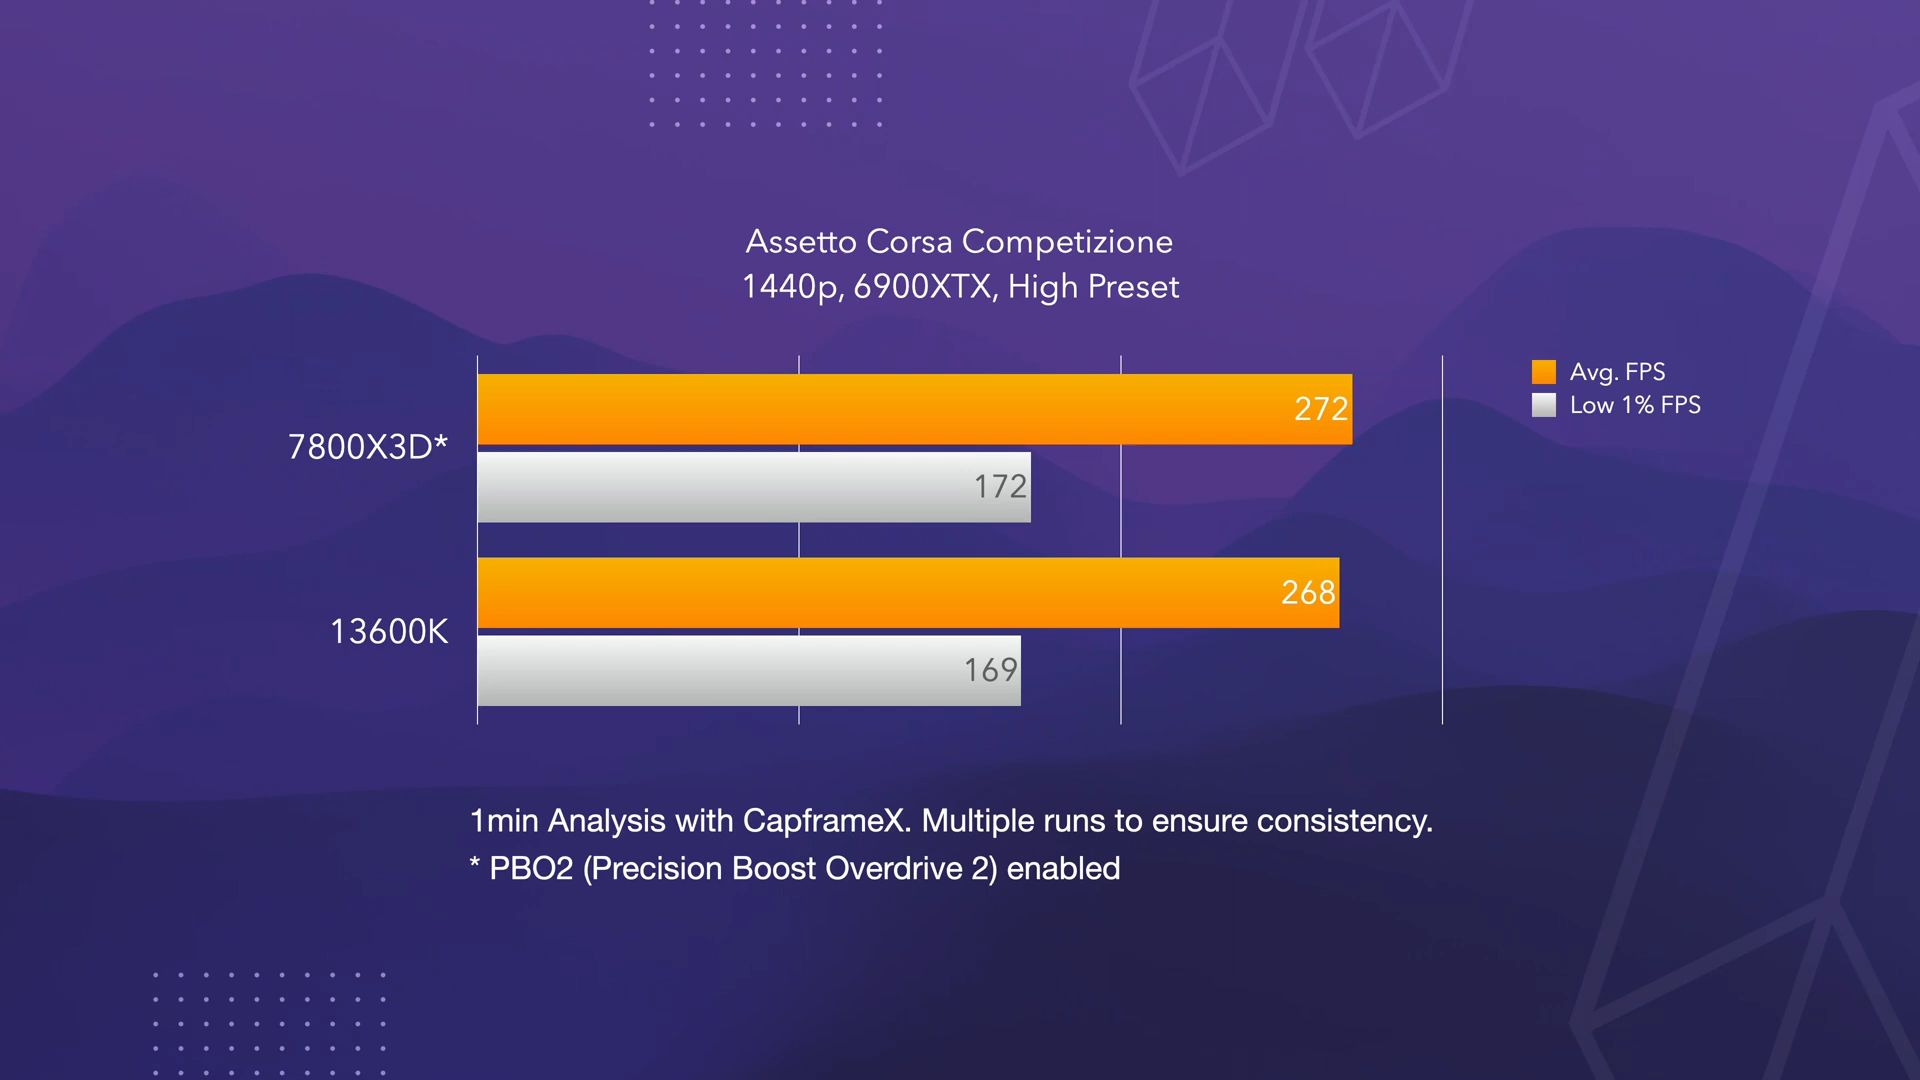 Assetto Corsa Competizione
1440p, 6900XTX, High Preset
Avg. FPS
Low 1% FPS
7800X3D*
272
172
13600K
268
169
1min Analysis with CapframeX. Multiple runs to ensure consistency.
* PBO2 (Precision Boost Overdrive 2) enabled